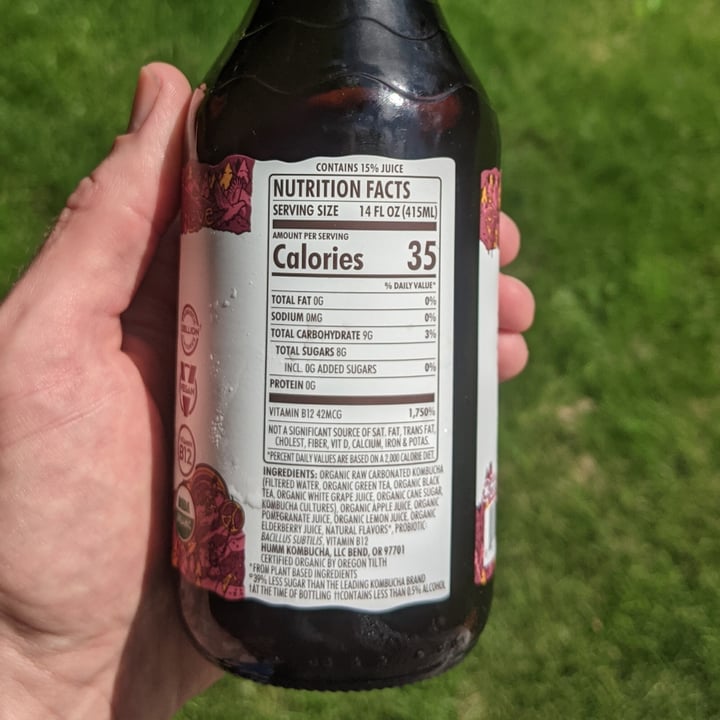 CONTAINS 15% JUICE
NUTRITION FACTS
SERVING SIZE 14 FL OZ (415ML)
AMOUNT PER SERVING
Calories 35
% DAILY VALUE*
TOTAL FAT 0G 0%
SODIUM 0MG 0%
TOTAL CARBOHYDRATE 9G 3%
TOTAL SUGARS 8G
INCL. 0G ADDED SUGARS 0%
PROTEIN 0G
VITAMIN B12 42MCG 1,750%
NOT A SIGNIFICANT SOURCE OF SAT. FAT, TRANS FAT,
CHOLEST, FIBER, VIT D, CALCIUM, IRON & POTAS.
*PERCENT DAILY VALUES ARE BASED ON A 2,000 CALORIE DIET.
INGREDIENTS: ORGANIC RAW CARBONATED KOMBUCHA
(FILTERED WATER, ORGANIC GREEN TEA, ORGANIC BLACK
TEA, ORGANIC WHITE GRAPE JUICE, ORGANIC CANE SUGAR,
KOMBUCHA CULTURES), ORGANIC APPLE JUICE, ORGANIC
POMEGRANATE JUICE, ORGANIC LEMON JUICE, ORGANIC
ELDERBERRY JUICE, NATURAL FLAVORS*, PROBIOTIC:
BACILLUS SUBTILIS, VITAMIN B12
HUMM KOMBUCHA, LLC BEND, OR 97701
CERTIFIED ORGANIC BY OREGON TILTH
*FROM PLANT BASED INGREDIENTS
°39% LESS SUGAR THAN THE LEADING KOMBUCHA BRAND
†AT THE TIME OF BOTTLING ††CONTAINS LESS THAN 0.5% ALCOHOL
BILLION
VEGAN
B12